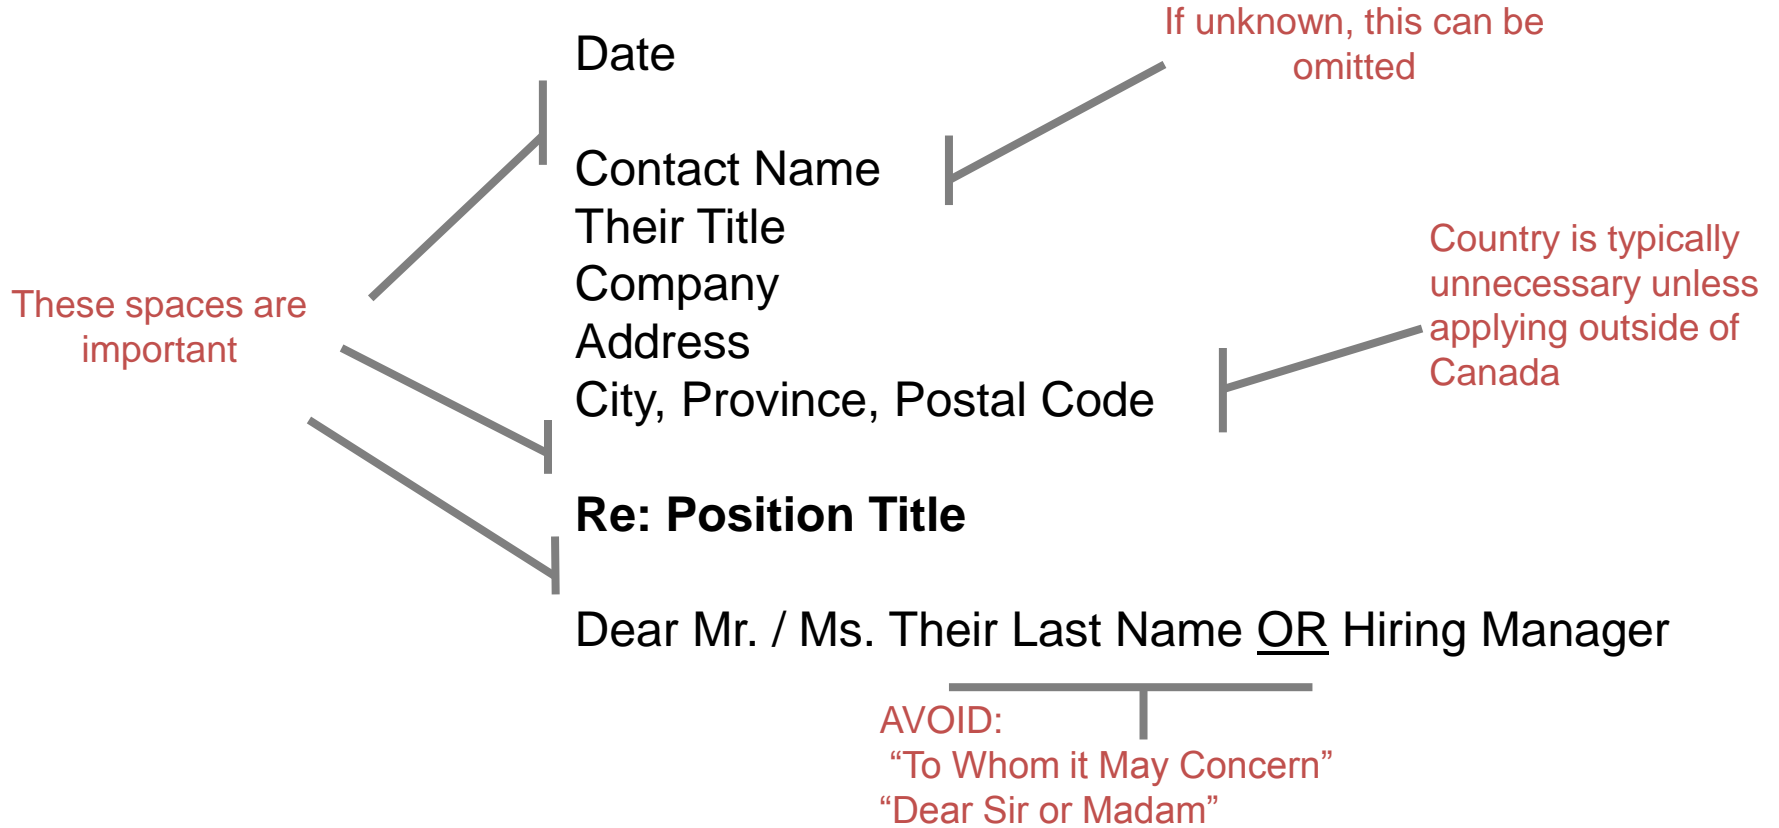 If unknown, this can be
omitted
Date
Contact Name
Their Title
Company
Address
City, Province, Postal Code
Country is typically
unnecessary unless
applying outside of
Canada
These spaces are
important
Re: Position Title
Dear Mr. / Ms. Their Last Name OR Hiring Manager
AVOID:
“To Whom it May Concern”
“Dear Sir or Madam”